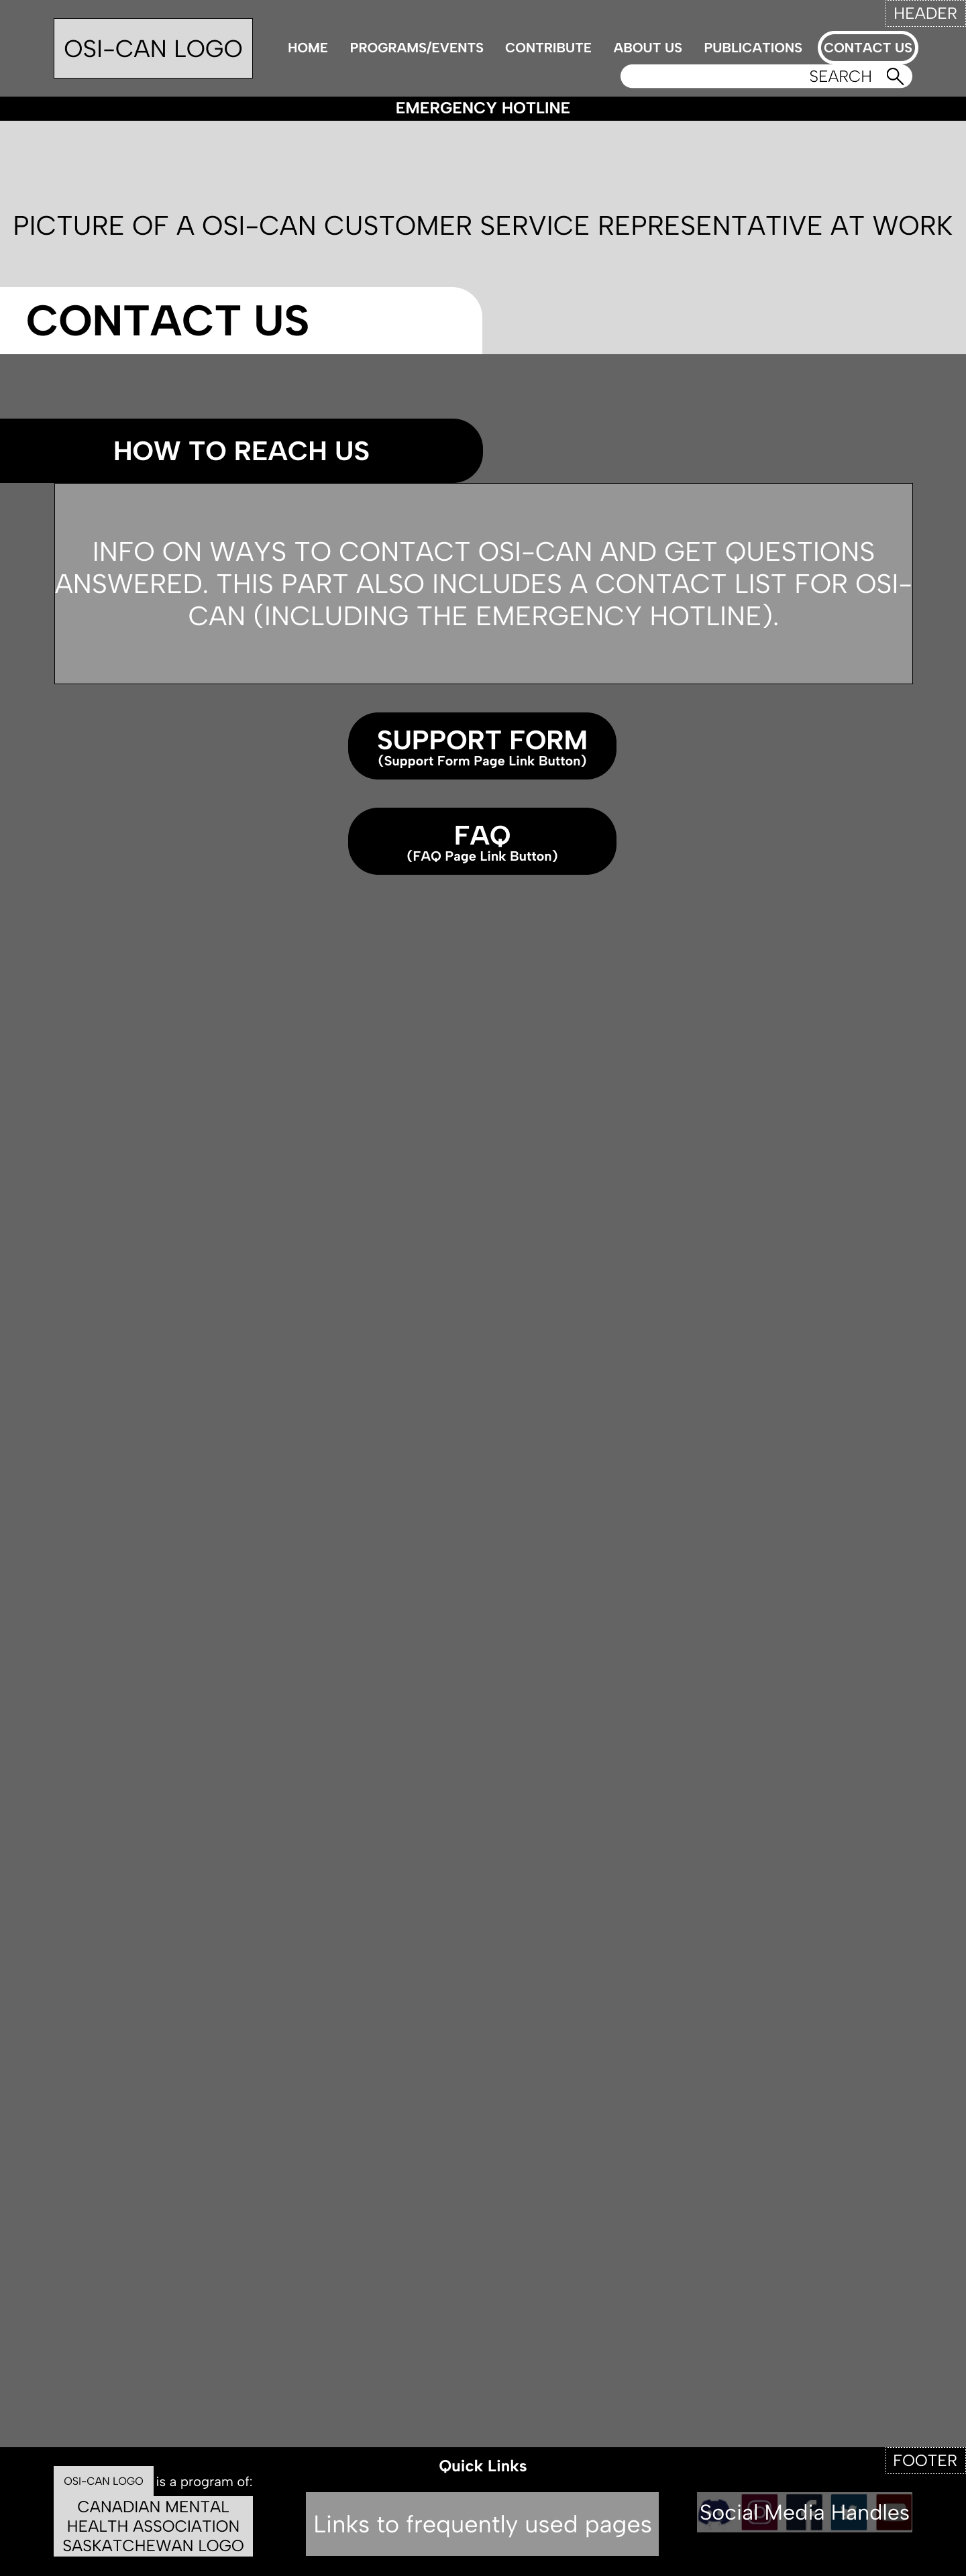 HEADER
OSI-CAN LOGO
HOME PROGRAMS/EVENTS CONTRIBUTE ABOUT US PUBLICATIONS CONTACT US
SEARCH
EMERGENCY HOTLINE
PICTURE OF A OSI-CAN CUSTOMER SERVICE REPRESENTATIVE AT WORK
CONTACT US
HOW TO REACH US
INFO ON WAYS TO CONTACT OSI-CAN AND GET QUESTIONS
ANSWERED. THIS PART ALSO INCLUDES A CONTACT LIST FOR OSI-
CAN (INCLUDING THE EMERGENCY HOTLINE).
SUPPORT FORM
(Support Form Page Link Button)
FAQ
(FAQ Page Link Button)
FOOTER
Quick Links
OSI-CAN LOGO is a program of:
CANADIAN MENTAL
HEALTH ASSOCIATION
SASKATCHEWAN LOGO
Links to frequently used pages
Social Media Handles